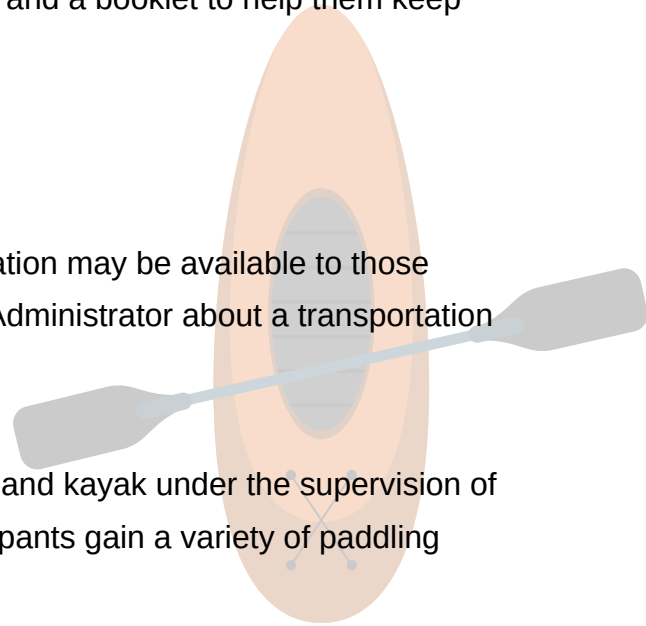 and a booklet to help them keep
ation may be available to those
Administrator about a transportation
and kayak under the supervision of
pants gain a variety of paddling